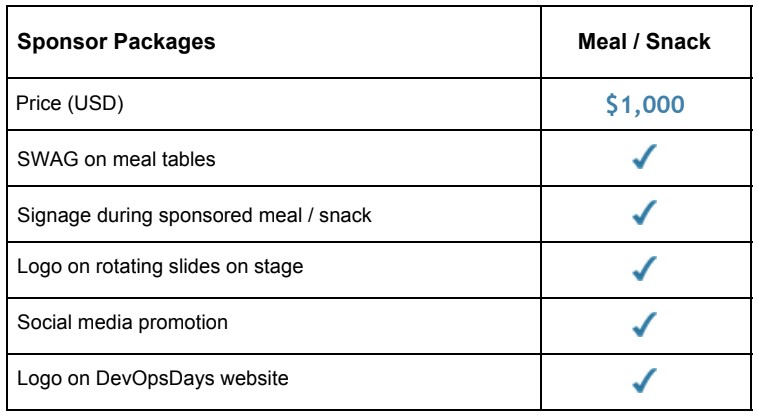 Sponsor Packages Meal / Snack
Price (USD) $1,000
SWAG on meal tables ✓
Signage during sponsored meal / snack ✓
Logo on rotating slides on stage ✓
Social media promotion ✓
Logo on DevOpsDays website ✓